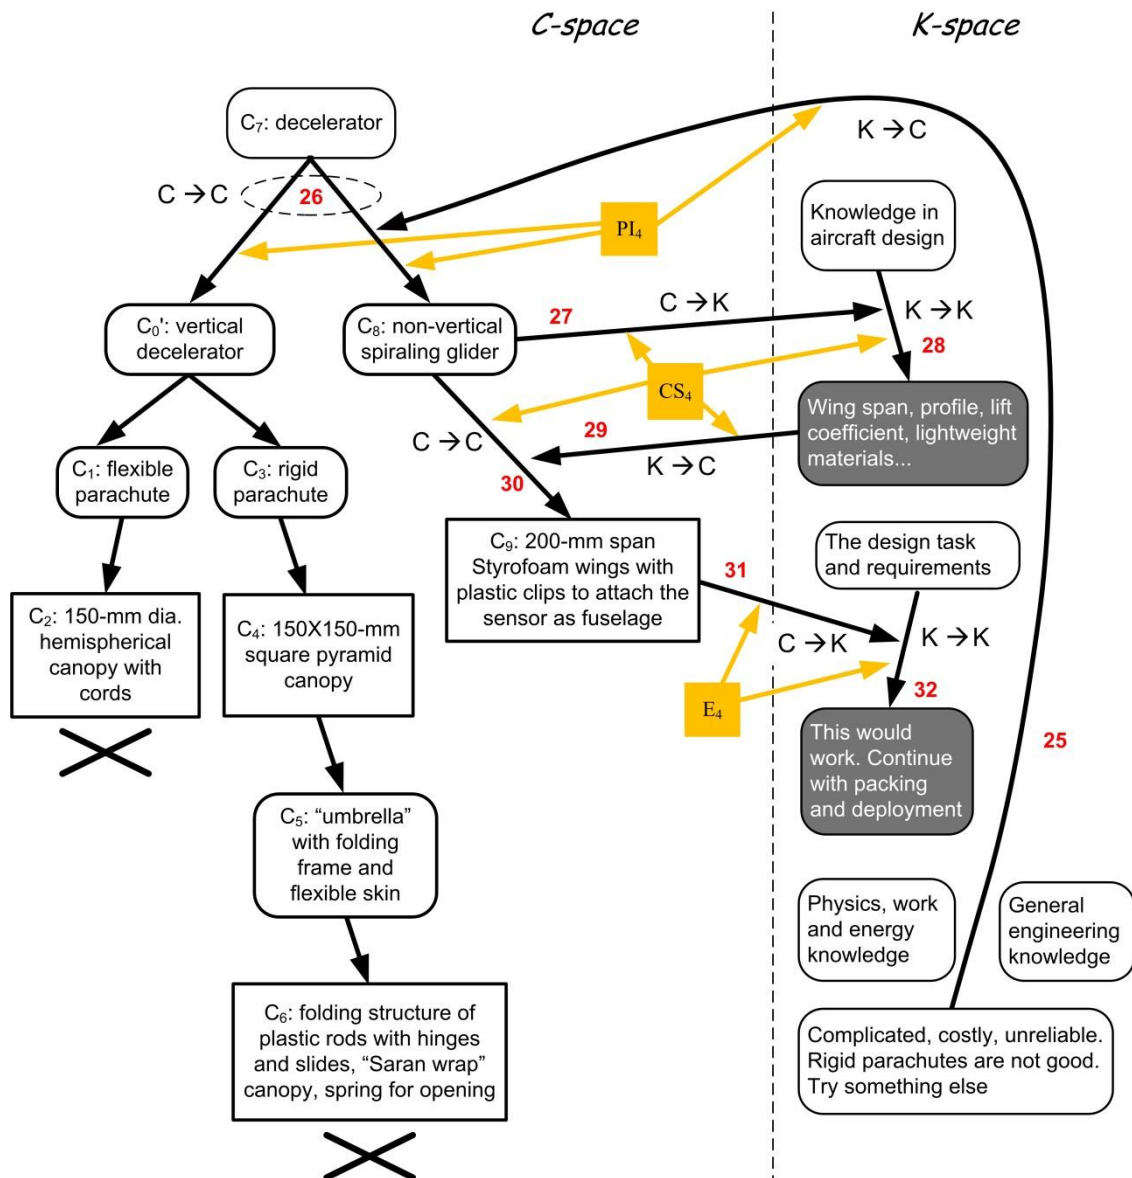 C-space
K-space
C₇: decelerator
K → C
C → C
26
PI₄
Knowledge in
aircraft design
C₀': vertical
decelerator
C₈: non-vertical
spiraling glider
27
C → K
K → K
28
CS₄
Wing span, profile, lift
coefficient, lightweight
materials...
C → C
29
K → C
30
C₁: flexible
parachute
C₃: rigid
parachute
C₉: 200-mm span
Styrofoam wings with
plastic clips to attach the
sensor as fuselage
The design task
and requirements
31
C → K
K → K
32
E₄
C₂: 150-mm dia.
hemispherical
canopy with
cords
C₄: 150X150-mm
square pyramid
canopy
This would
work. Continue
with packing
and deployment
25
C₅: “umbrella”
with folding
frame and
flexible skin
Physics, work
and energy
knowledge
General
engineering
knowledge
C₆: folding structure of
plastic rods with hinges
and slides, “Saran wrap”
canopy, spring for opening
Complicated, costly, unreliable.
Rigid parachutes are not good.
Try something else